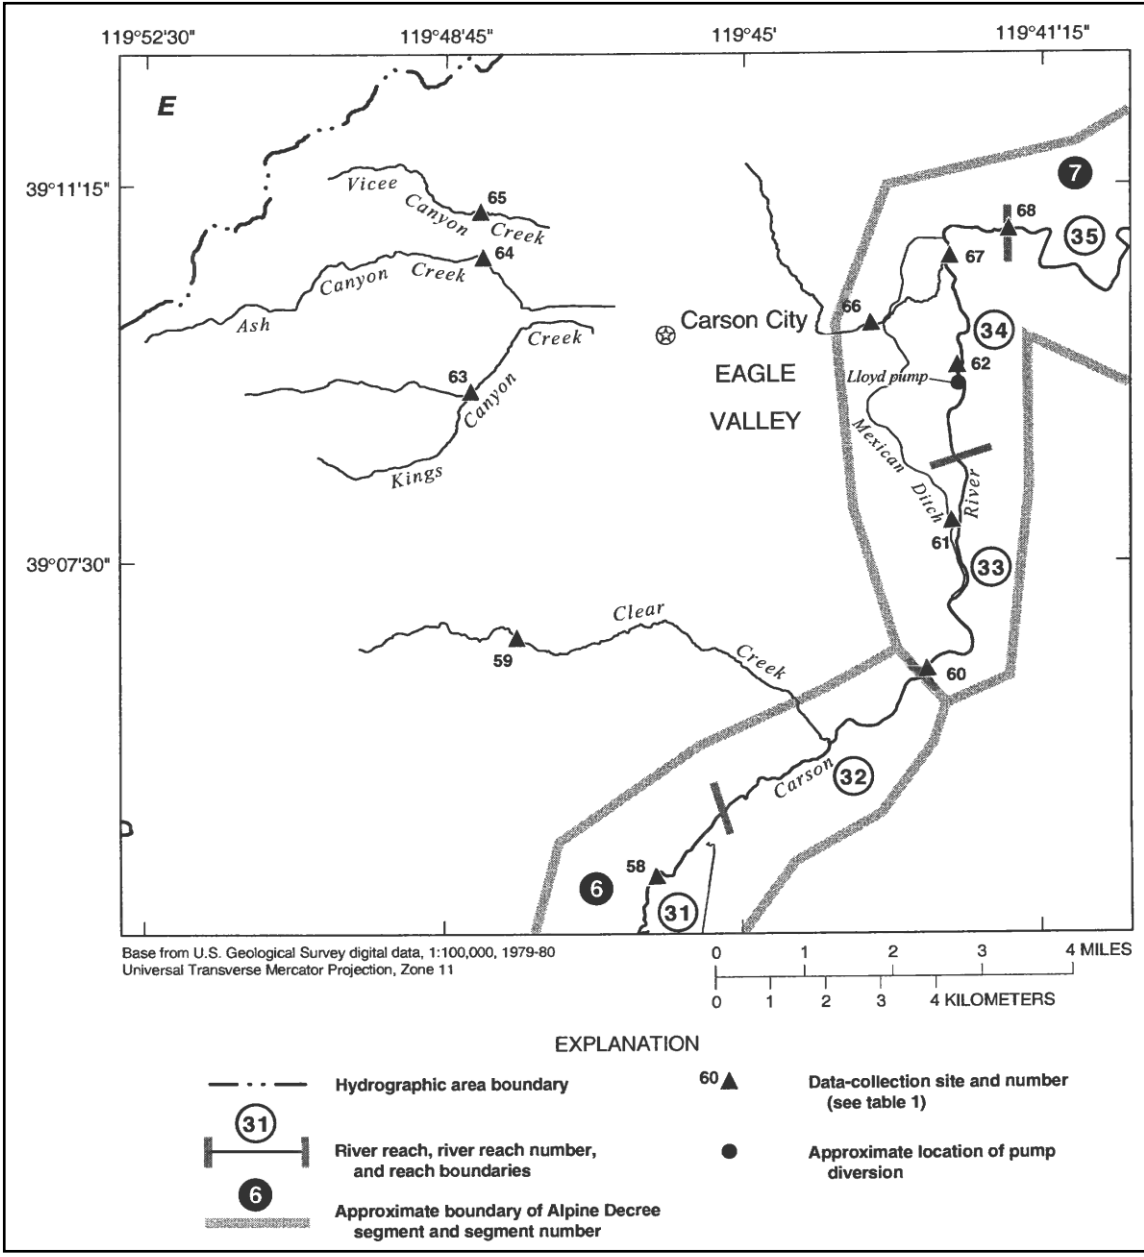 119°52'30"
119°48'45"
119°45'
119°41'15"
E
39°11'15"
39°07'30"
Vicee
Canyon
Creek
65
64
Canyon Creek
Ash
Creek
63
Canyon
Kings
Carson City
EAGLE
VALLEY
7
68
35
67
66
34
62
Lloyd pump
Mexican
Ditch
River
61
33
Clear
Creek
59
60
Carson
32
58
6
31
Base from U.S. Geological Survey digital data, 1:100,000, 1979-80
Universal Transverse Mercator Projection, Zone 11
0 1 2 3 4 MILES
0 1 2 3 4 KILOMETERS
EXPLANATION
Hydrographic area boundary
31
River reach, river reach number,
and reach boundaries
6
Approximate boundary of Alpine Decree
segment and segment number
60
Data-collection site and number
(see table 1)
Approximate location of pump
diversion